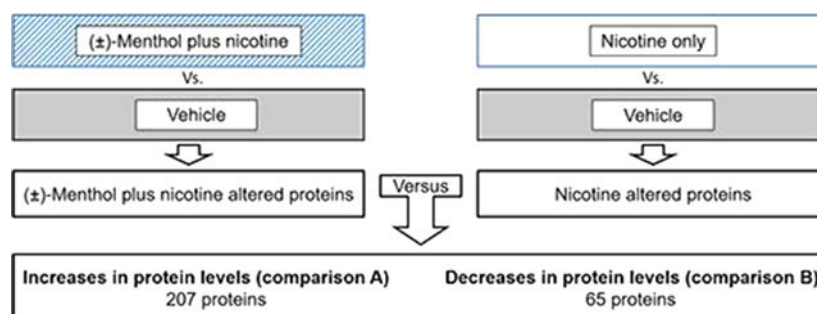 (±)-Menthol plus nicotine
Nicotine only
Vs.
Vs.
Vehicle
Vehicle
(±)-Menthol plus nicotine altered proteins
Versus
Nicotine altered proteins
Increases in protein levels (comparison A)
207 proteins
Decreases in protein levels (comparison B)
65 proteins